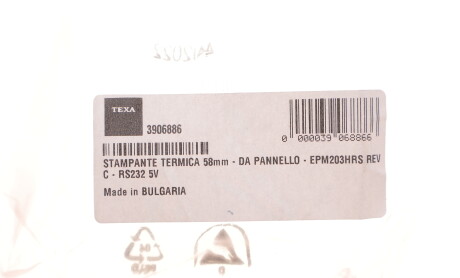 TEXA
3906886
0 000039 068866
STAMPANTE TERMICA 58mm - DA PANNELLO - EPM203HRS REV
C - RS232 5V
Made in BULGARIA